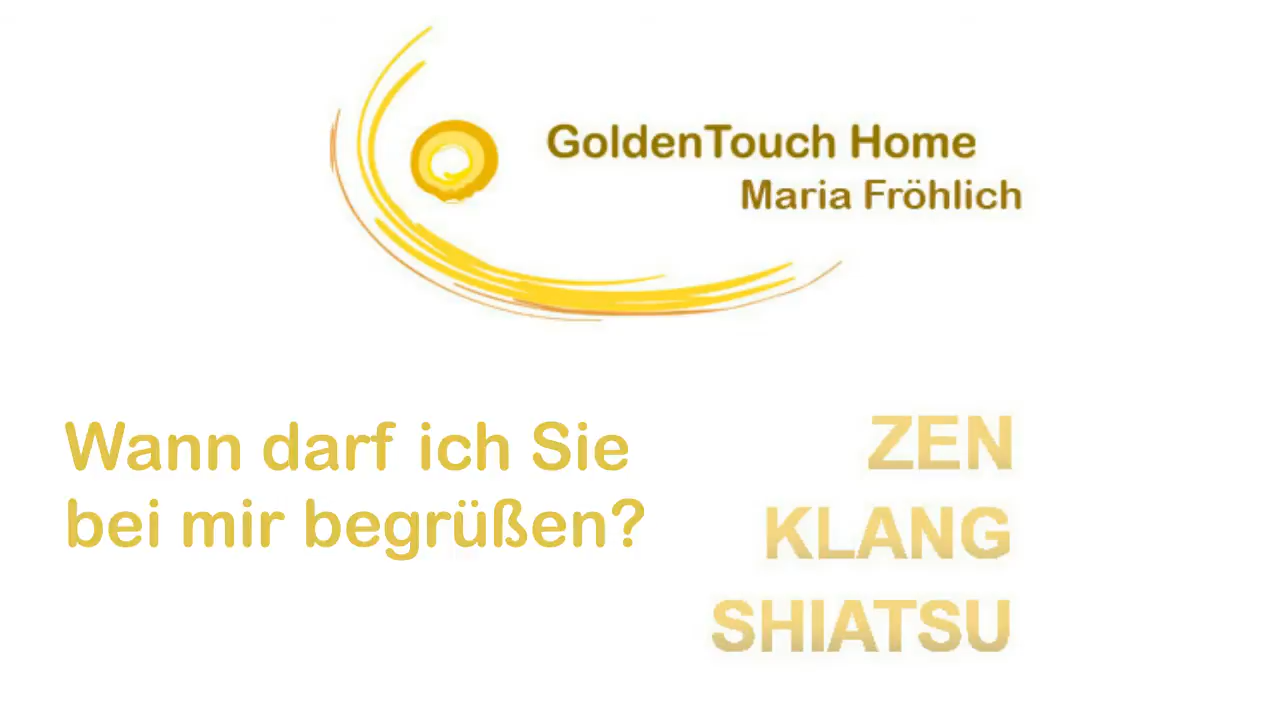 GoldenTouch Home
Maria Fröhlich
Wann darf ich Sie
bei mir begrüßen?
ZEN
KLANG
SHIATSU